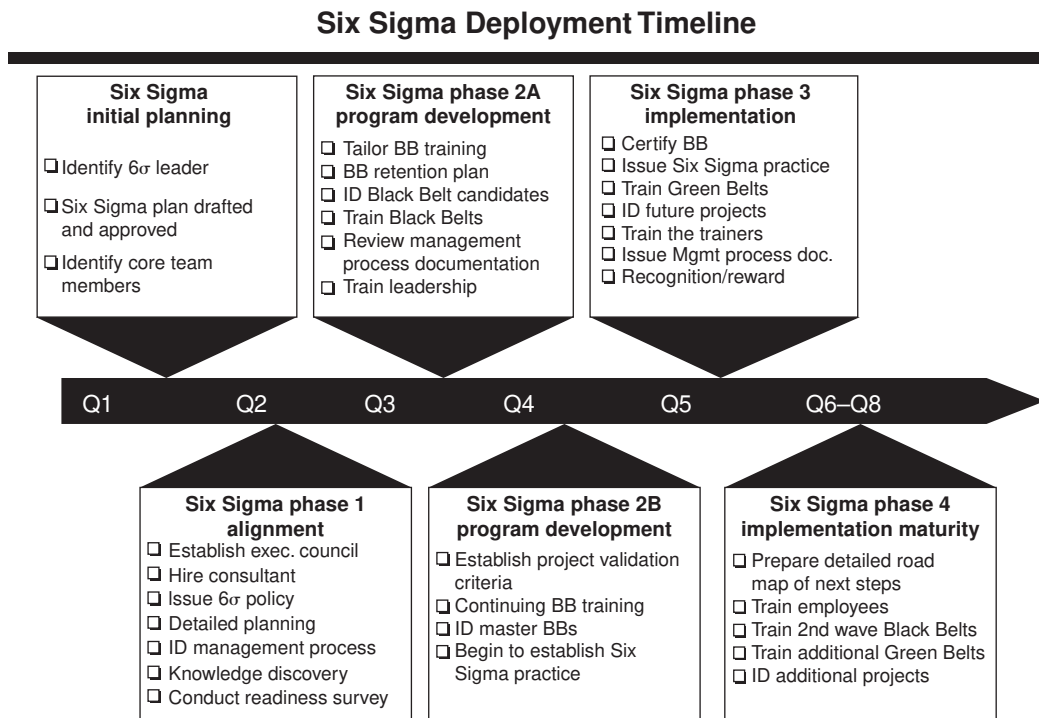 Six Sigma Deployment Timeline
Six Sigma
initial planning
❑ Identify 6σ leader
❑ Six Sigma plan drafted
and approved
❑ Identify core team
members
Six Sigma phase 2A
program development
❑ Tailor BB training
❑ BB retention plan
❑ ID Black Belt candidates
❑ Train Black Belts
❑ Review management
process documentation
❑ Train leadership
Six Sigma phase 3
implementation
❑ Certify BB
❑ Issue Six Sigma practice
❑ Train Green Belts
❑ ID future projects
❑ Train the trainers
❑ Issue Mgmt process doc.
❑ Recognition/reward
Q1 Q2 Q3 Q4 Q5 Q6–Q8
Six Sigma phase 1
alignment
❑ Establish exec. council
❑ Hire consultant
❑ Issue 6σ policy
❑ Detailed planning
❑ ID management process
❑ Knowledge discovery
❑ Conduct readiness survey
Six Sigma phase 2B
program development
❑ Establish project validation
criteria
❑ Continuing BB training
❑ ID master BBs
❑ Begin to establish Six
Sigma practice
Six Sigma phase 4
implementation maturity
❑ Prepare detailed road
map of next steps
❑ Train employees
❑ Train 2nd wave Black Belts
❑ Train additional Green Belts
❑ ID additional projects